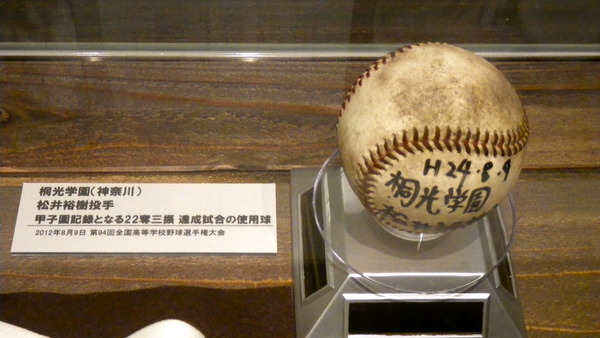 桐光学園(神奈川)
松井裕樹投手
甲子園記録となる22奪三振 達成試合の使用球
2012年8月9日 第94回全国高等学校野球選手権大会
H24.8.9
桐光学園
松井